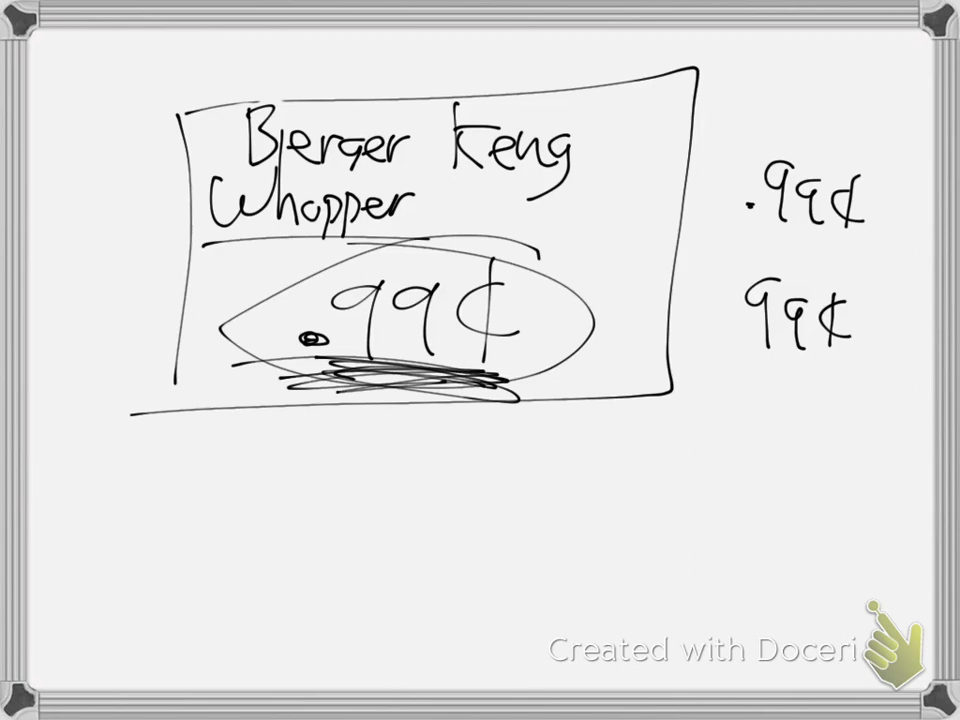 Berger Keng
Whopper
.99¢
.99¢
99¢
Created with Doceri